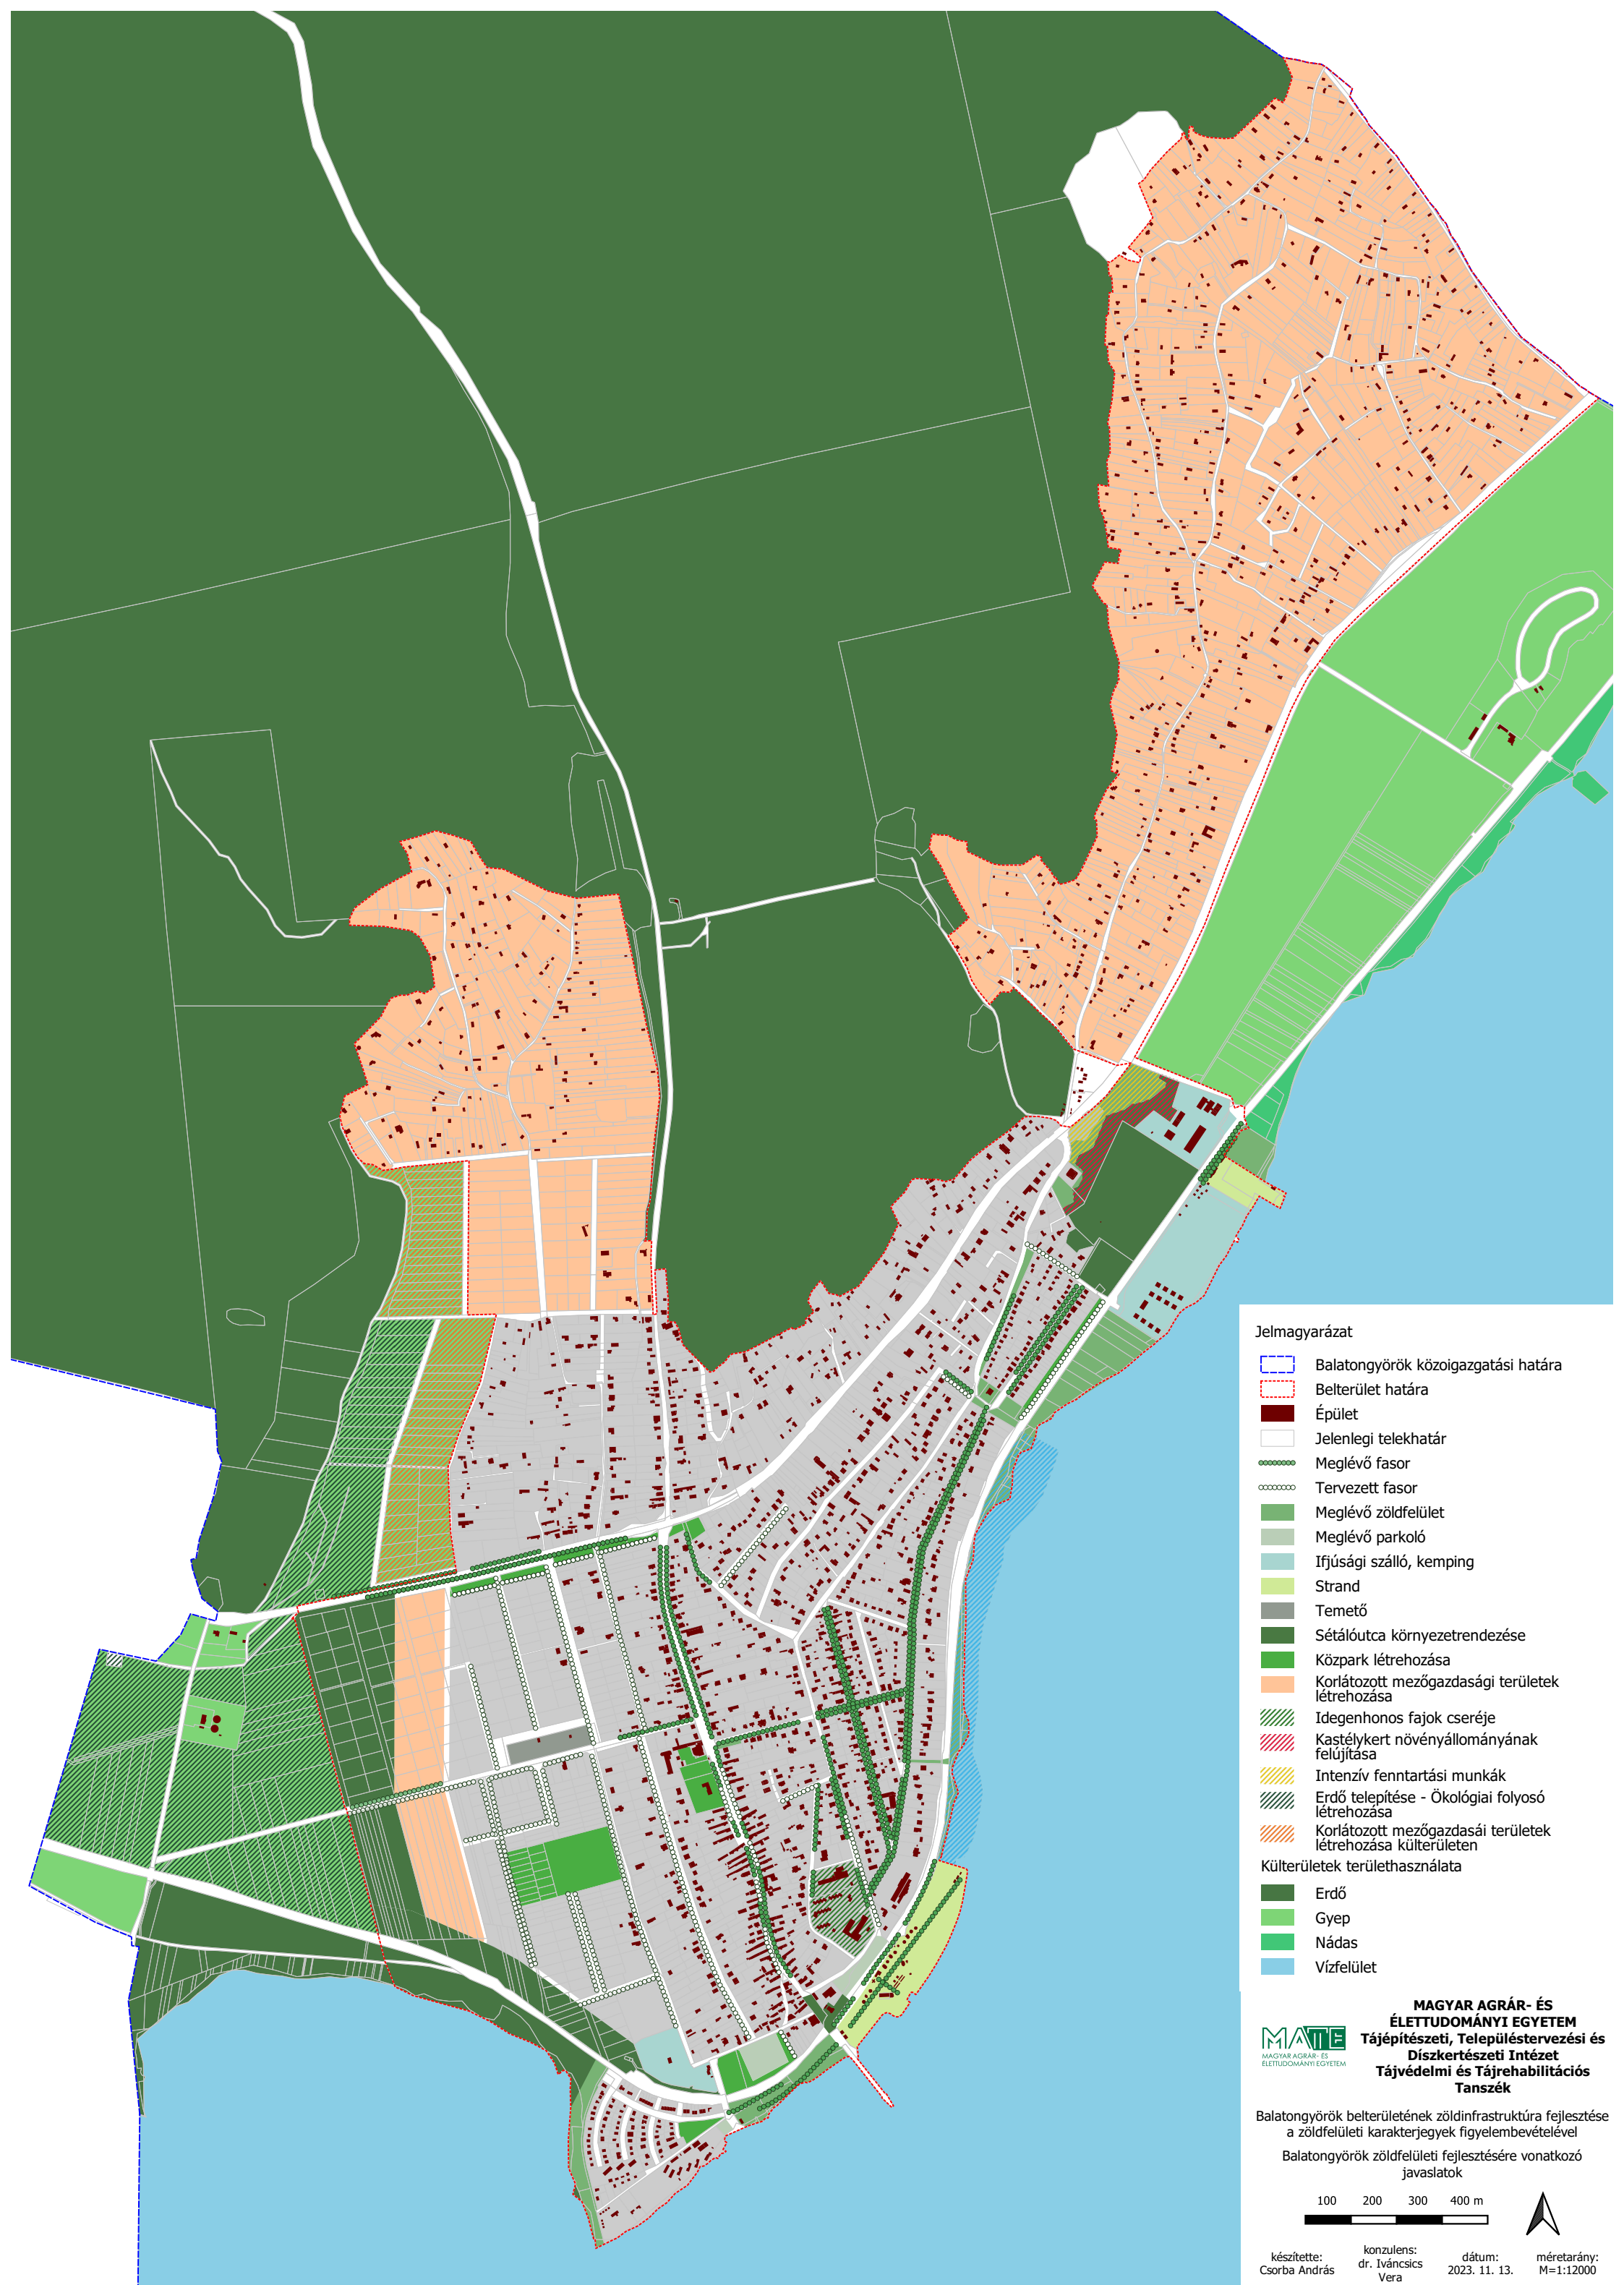 Jelmagyarázat
Balatongyörök közoigazgatási határa
Belterület határa
Épület
Jelenlegi telekhatár
Meglévő fasor
Tervezett fasor
Meglévő zöldfelület
Meglévő parkoló
Ifjúsági szálló, kemping
Strand
Temető
Sétálóutca környezetrendezése
Közpark létrehozása
Korlátozott mezőgazdasági területek
létrehozása
Idegenhonos fajok cseréje
Kastélykert növényállományának
felújítása
Intenzív fenntartási munkák
Erdő telepítése - Ökológiai folyosó
létrehozása
Korlátozott mezőgazdasái területek
létrehozása külterületen
Külterületek területhasználata
Erdő
Gyep
Nádas
Vízfelület
MATE
MAGYAR AGRÁR- ÉS
ÉLETTUDOMÁNYI EGYETEM
MAGYAR AGRÁR- ÉS
ÉLETTUDOMÁNYI EGYETEM
Tájépítészeti, Településtervezési és
Díszkertészeti Intézet
Tájvédelmi és Tájrehabilitációs
Tanszék
Balatongyörök belterületének zöldinfrastruktúra fejlesztése
a zöldfelületi karakterjegyek figyelembevételével
Balatongyörök zöldfelületi fejlesztésére vonatkozó
javaslatok
100 200 300 400 m
készítette:
Csorba András
konzulens:
dr. Iváncsics
Vera
dátum:
2023. 11. 13.
méretarány:
M=1:12000